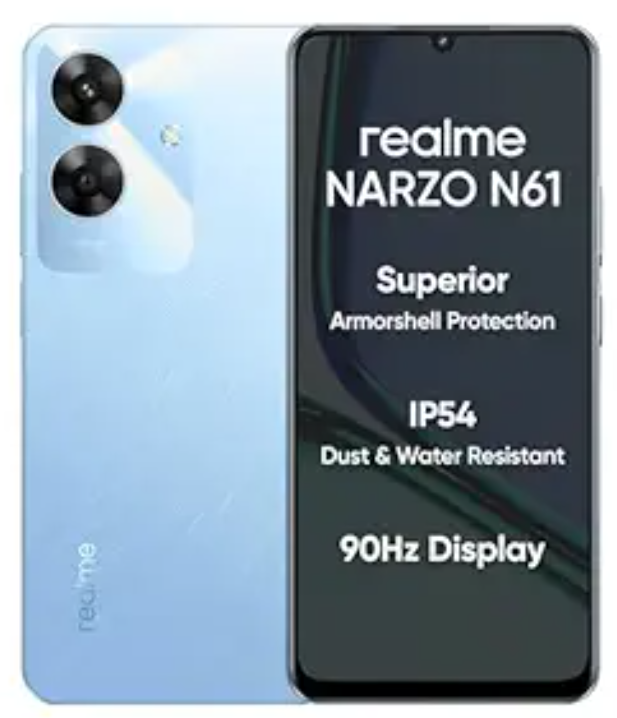 realme
NARZO N61
Superior
Armorshell Protection
IP54
Dust & Water Resistant
90Hz Display
realme